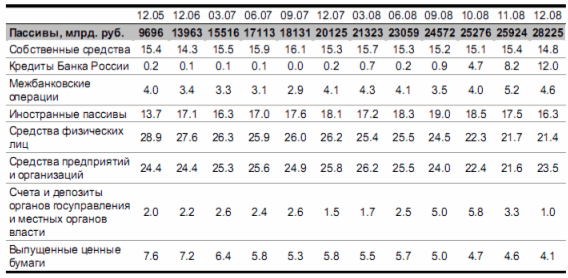 12.05 12.06 03.07 06.07 09.07 12.07 03.08 06.08 09.08 10.08 11.08 12.08
Пассивы, млрд. руб. 9696 13963 15516 17113 18131 20125 21323 23059 24572 25276 25924 28225
Собственные средства 15.4 14.3 15.5 15.9 16.1 15.3 15.7 15.3 15.2 15.1 15.4 14.8
Кредиты Банка России 0.2 0.1 0.1 0.1 0.0 0.2 0.7 0.2 0.9 4.7 8.2 12.0
Межбанковские
операции 4.0 3.4 3.3 3.1 2.9 4.1 4.3 4.1 3.5 4.0 5.2 4.6
Иностранные пассивы 13.7 17.1 16.3 17.0 17.6 18.1 17.2 18.3 19.0 18.5 17.5 16.3
Средства физических
лиц 28.9 27.6 26.3 25.9 26.0 26.2 25.4 25.5 24.5 22.3 21.7 21.4
Средства предприятий
и организаций 24.4 24.4 25.3 25.6 24.9 25.8 26.2 25.5 24.0 22.4 21.6 23.5
Счета и депозиты
органов госуправления
и местных органов
власти 2.0 2.2 2.6 2.4 2.6 1.5 1.7 2.5 5.0 5.8 3.3 1.0
Выпущенные ценные
бумаги 7.6 7.2 6.4 5.8 5.3 5.8 5.5 5.7 5.0 4.7 4.6 4.1